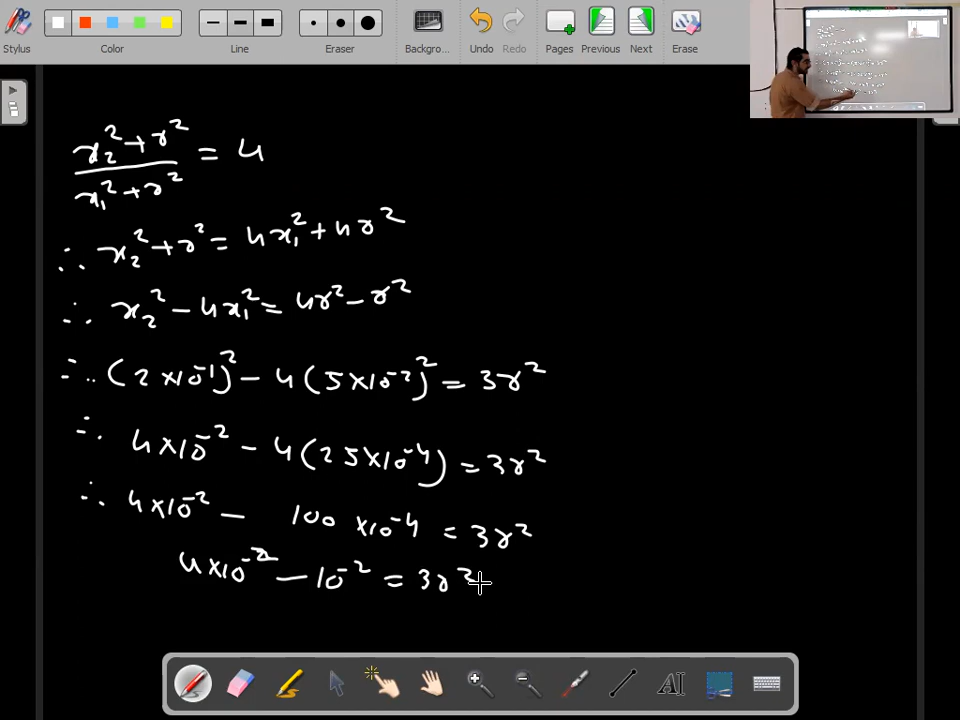 Stylus Color Line Eraser Backgro... Undo Redo Pages Previous Next Erase
x₂² + r² / x₁² + r² = 4
∴ x₂² + r² = 4x₁² + 4r²
∴ x₂² − 4x₁² = 4r² − r²
∴ (2×10⁻¹)² − 4(5×10⁻²)² = 3r²
∴ 4×10⁻² − 4(25×10⁻⁴) = 3r²
∴ 4×10⁻² − 100×10⁻⁴ = 3r²
4×10⁻² − 10⁻² = 3r²